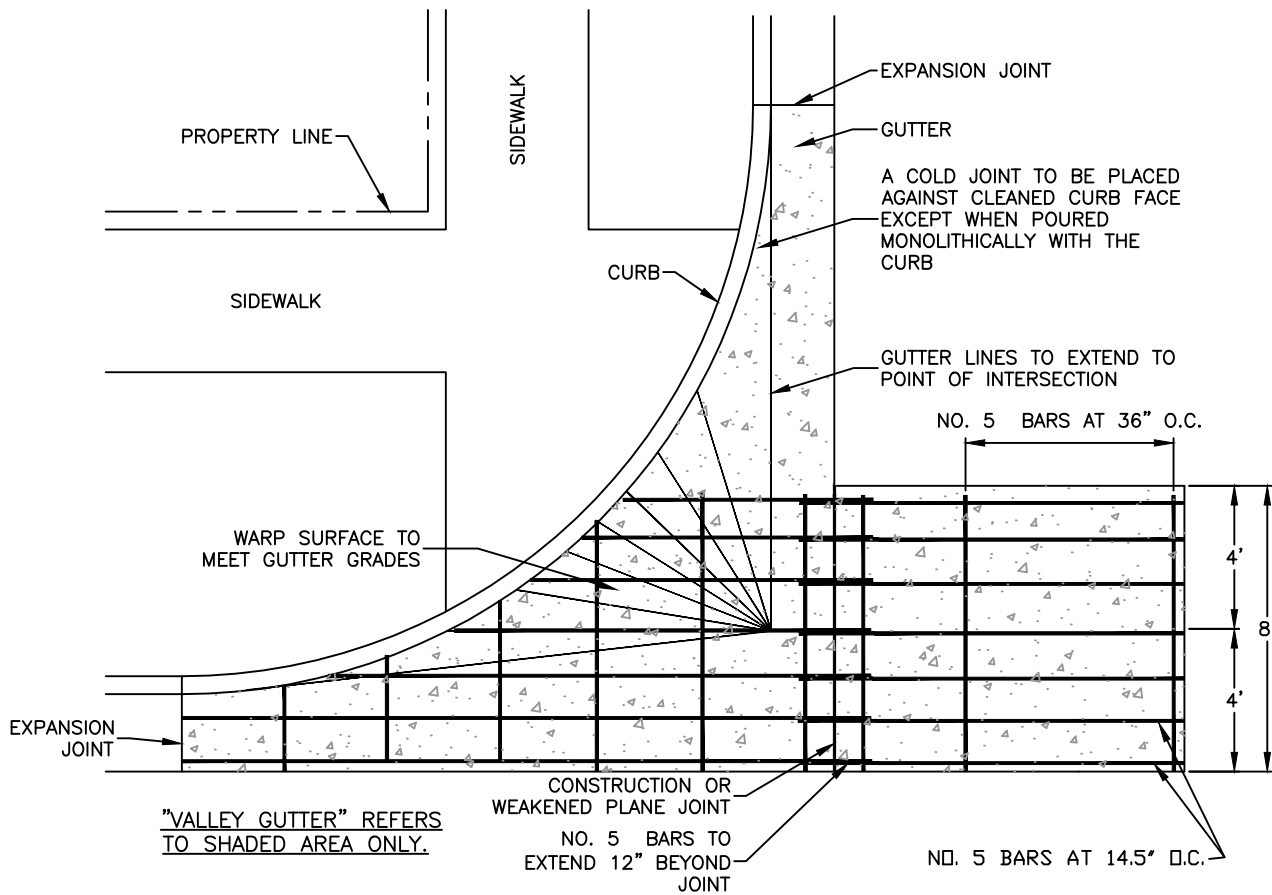 EXPANSION JOINT
PROPERTY LINE
SIDEWALK
GUTTER
A COLD JOINT TO BE PLACED
AGAINST CLEANED CURB FACE
EXCEPT WHEN POURED
MONOLITHICALLY WITH THE
CURB
CURB
SIDEWALK
GUTTER LINES TO EXTEND TO
POINT OF INTERSECTION
NO. 5 BARS AT 36" O.C.
WARP SURFACE TO
MEET GUTTER GRADES
4'
8
4'
EXPANSION
JOINT
CONSTRUCTION OR
WEAKENED PLANE JOINT
"VALLEY GUTTER" REFERS
TO SHADED AREA ONLY.
NO. 5 BARS TO
EXTEND 12" BEYOND
JOINT
NO. 5 BARS AT 14.5" O.C.